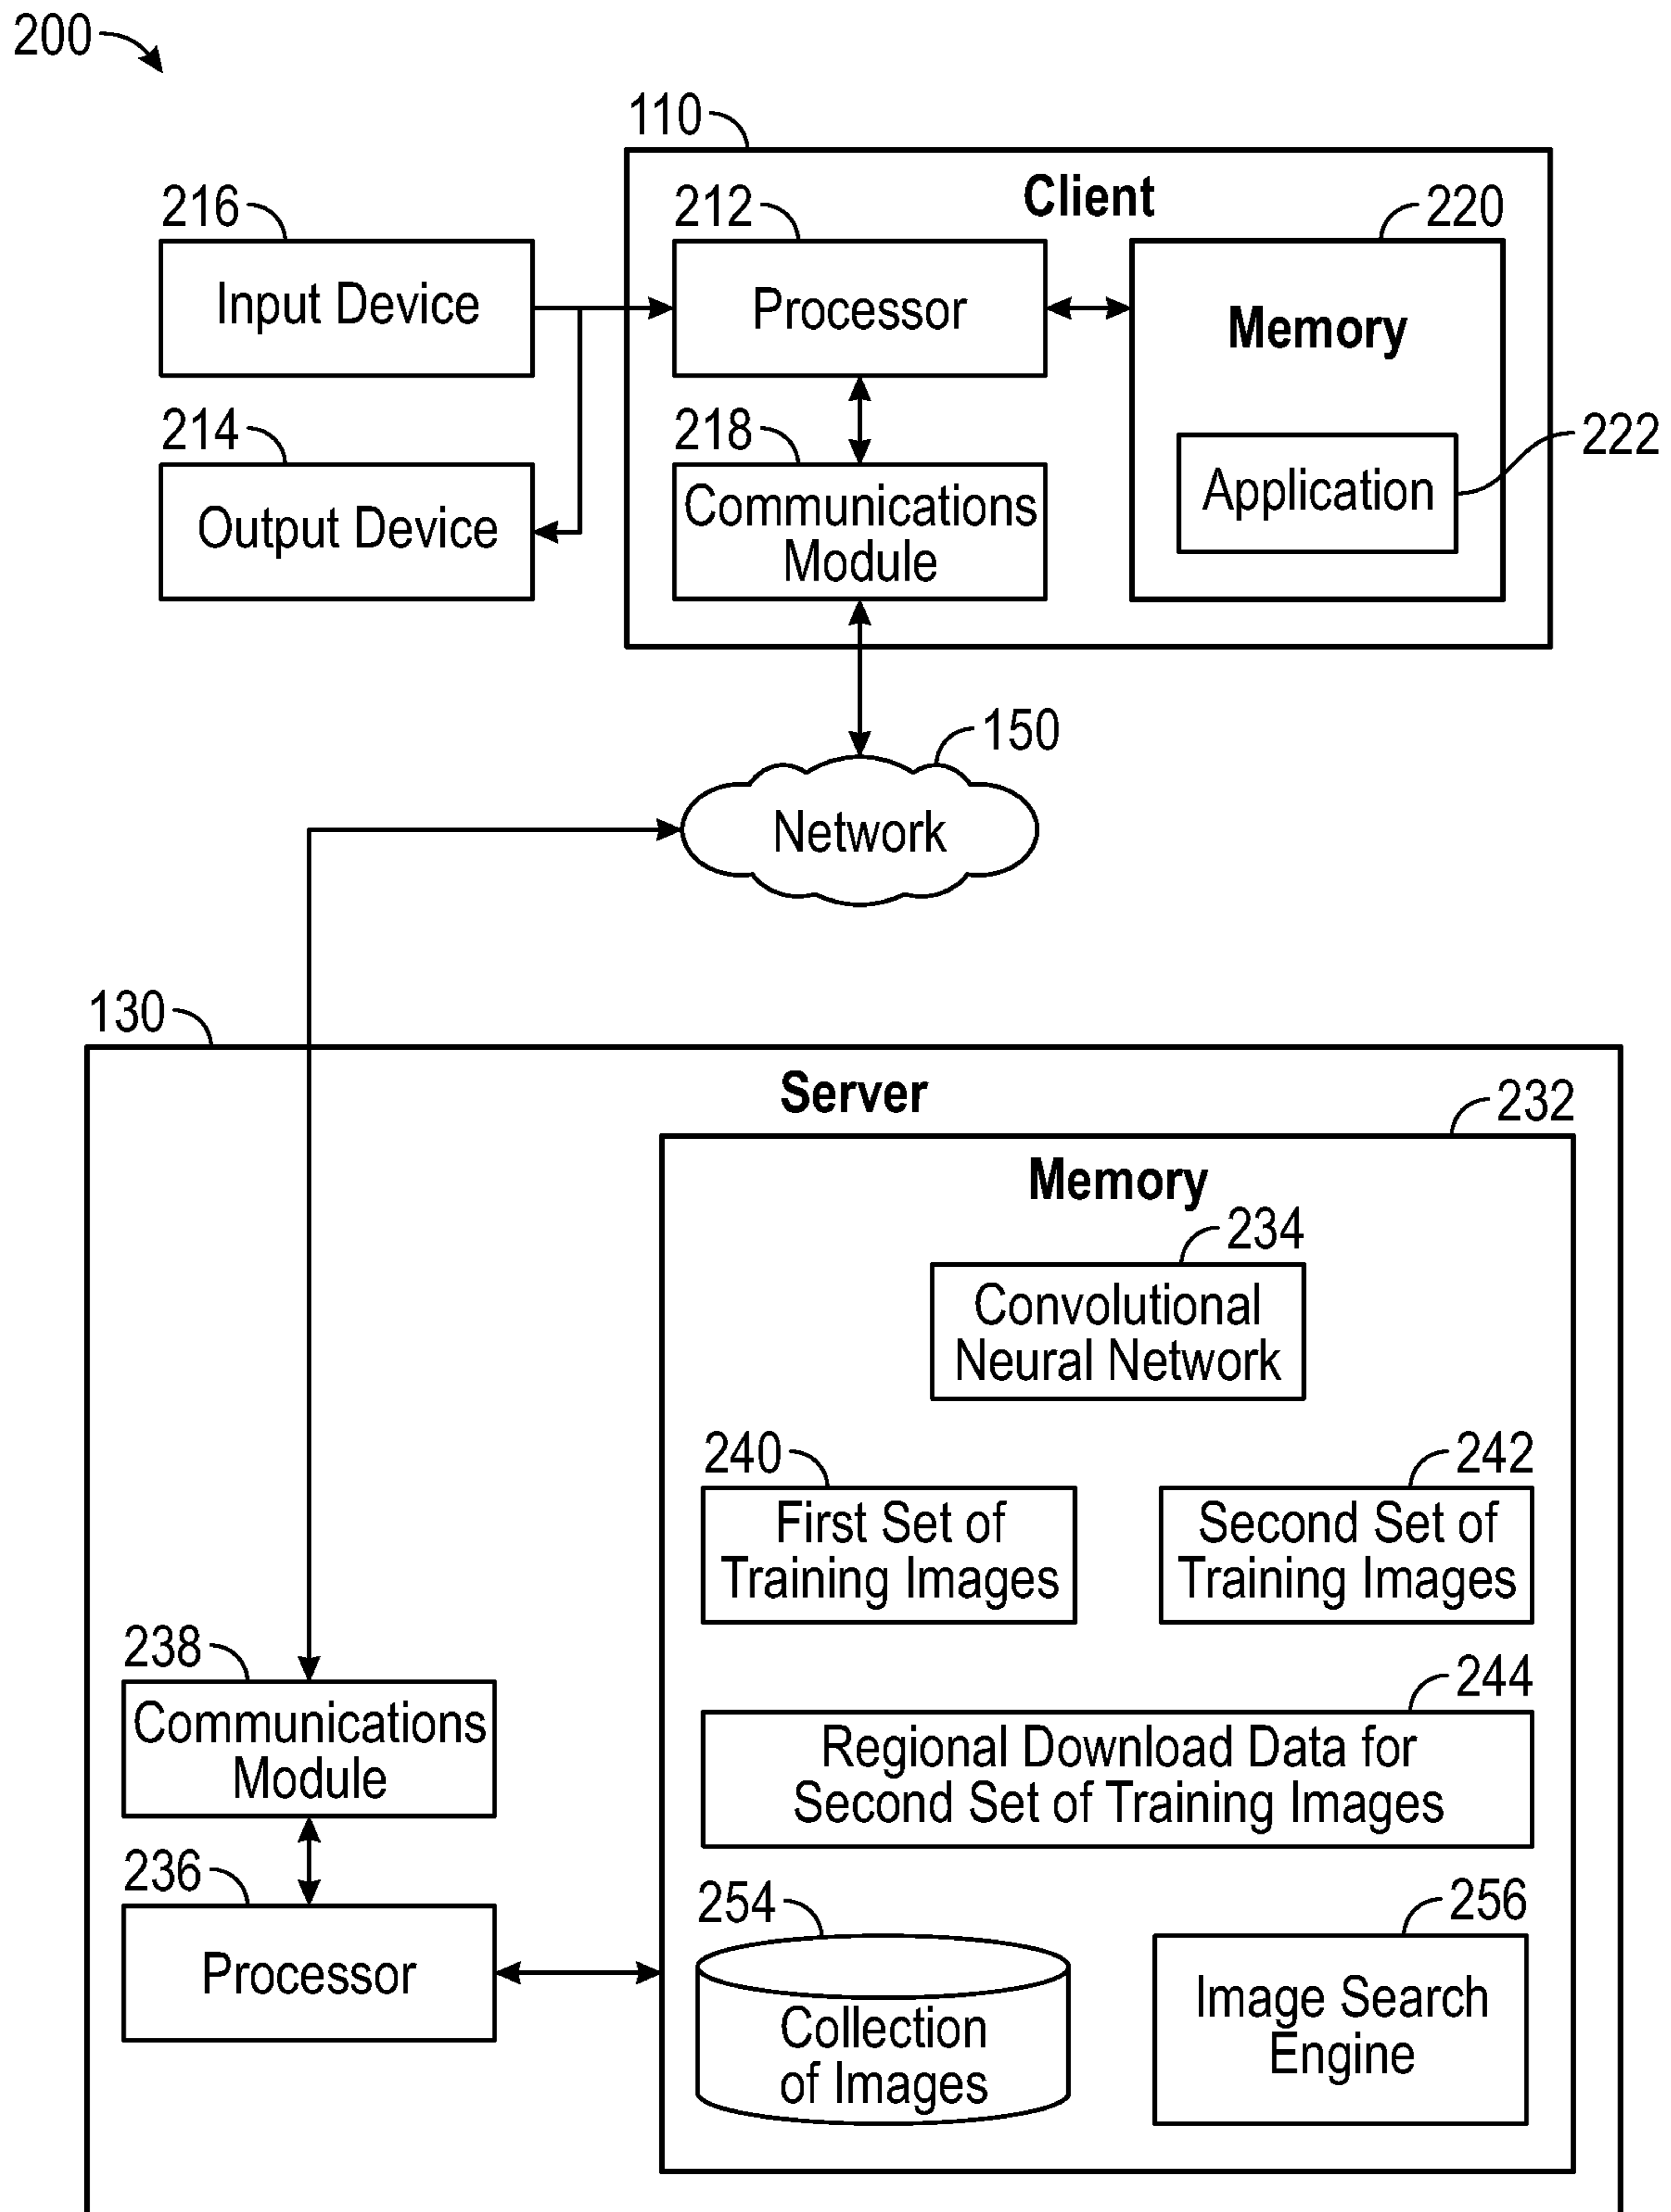 200
110
Client
216
212
220
Input Device
Processor
Memory
214
218
222
Output Device
Communications
Module
Application
150
Network
130
Server
232
Memory
234
Convolutional
Neural Network
240
242
First Set of
Training Images
Second Set of
Training Images
238
244
Communications
Module
Regional Download Data for
Second Set of Training Images
236
254
256
Processor
Collection
of Images
Image Search
Engine